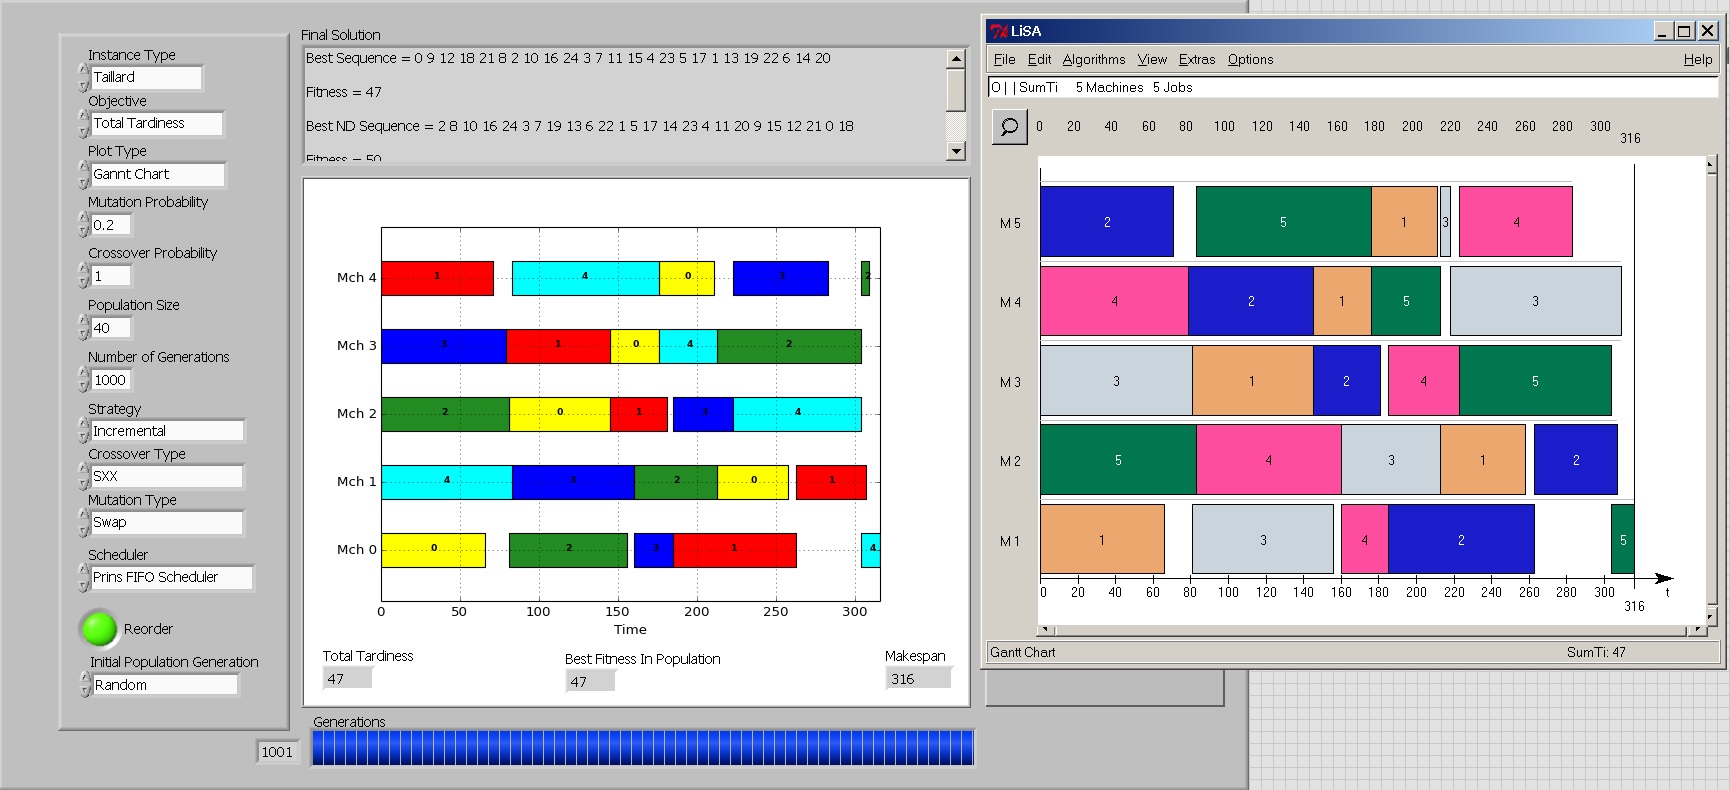 Instance Type
Taillard
Objective
Total Tardiness
Plot Type
Gannt Chart
Mutation Probability
0.2
Crossover Probability
1
Population Size
40
Number of Generations
1000
Strategy
Incremental
Crossover Type
SXX
Mutation Type
Swap
Scheduler
Prins FIFO Scheduler
Reorder
Initial Population Generation
Random
Final Solution
Best Sequence = 0 9 12 18 21 8 2 10 16 24 3 7 11 15 4 23 5 17 1 13 19 22 6 14 20
Fitness = 47
Best ND Sequence = 2 8 10 16 24 3 7 19 13 6 22 1 5 17 14 23 4 11 20 9 15 12 21 0 18
Fitness = 50
Mch 4 1 4 0 3 2
Mch 3 3 1 0 4 2
Mch 2 2 0 1 3 4
Mch 1 4 3 2 0 1
Mch 0 0 2 3 1 4
0 50 100 150 200 250 300
Time
Total Tardiness
47
Best Fitness In Population
47
Makespan
316
Generations
1001
LiSA
File Edit Algorithms View Extras Options Help
O | | SumTi 5 Machines 5 Jobs
0 20 40 60 80 100 120 140 160 180 200 220 240 260 280 300
316
M 5 2 5 1 3 4
M 4 4 2 1 5 3
M 3 3 1 2 4 5
M 2 5 4 3 1 2
M 1 1 3 4 2 5
0 20 40 60 80 100 120 140 160 180 200 220 240 260 280 300 t
316
Gantt Chart SumTi: 47